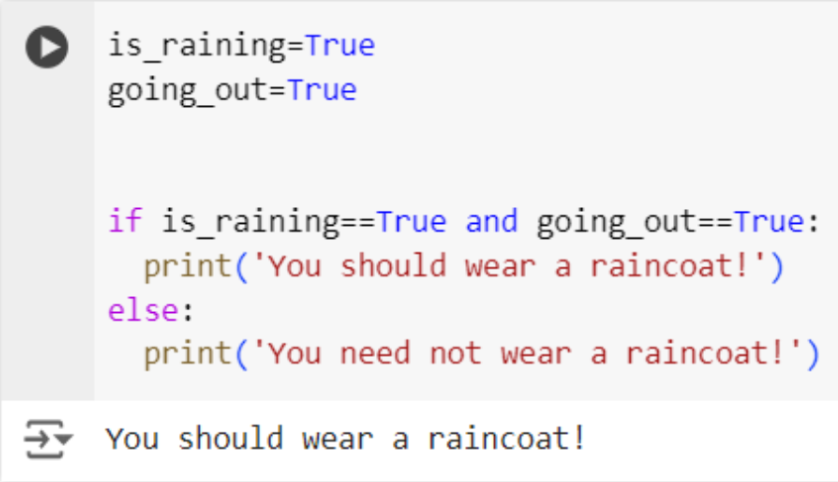 is_raining=True
going_out=True
if is_raining==True and going_out==True:
  print('You should wear a raincoat!')
else:
  print('You need not wear a raincoat!')
You should wear a raincoat!